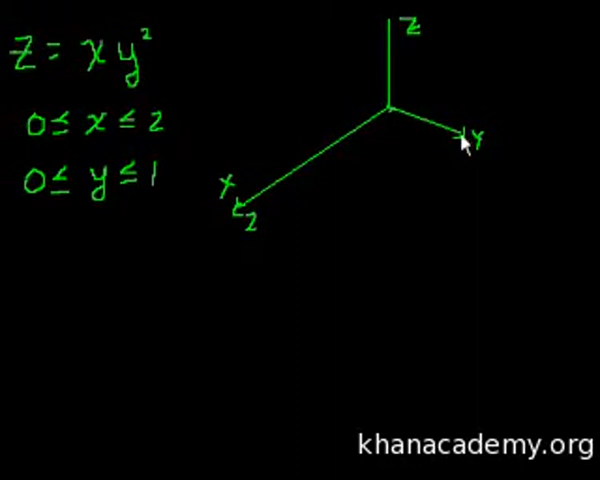 z = xy²
0 ≤ x ≤ 2
0 ≤ y ≤ 1
z
y
x
2
khanacademy.org